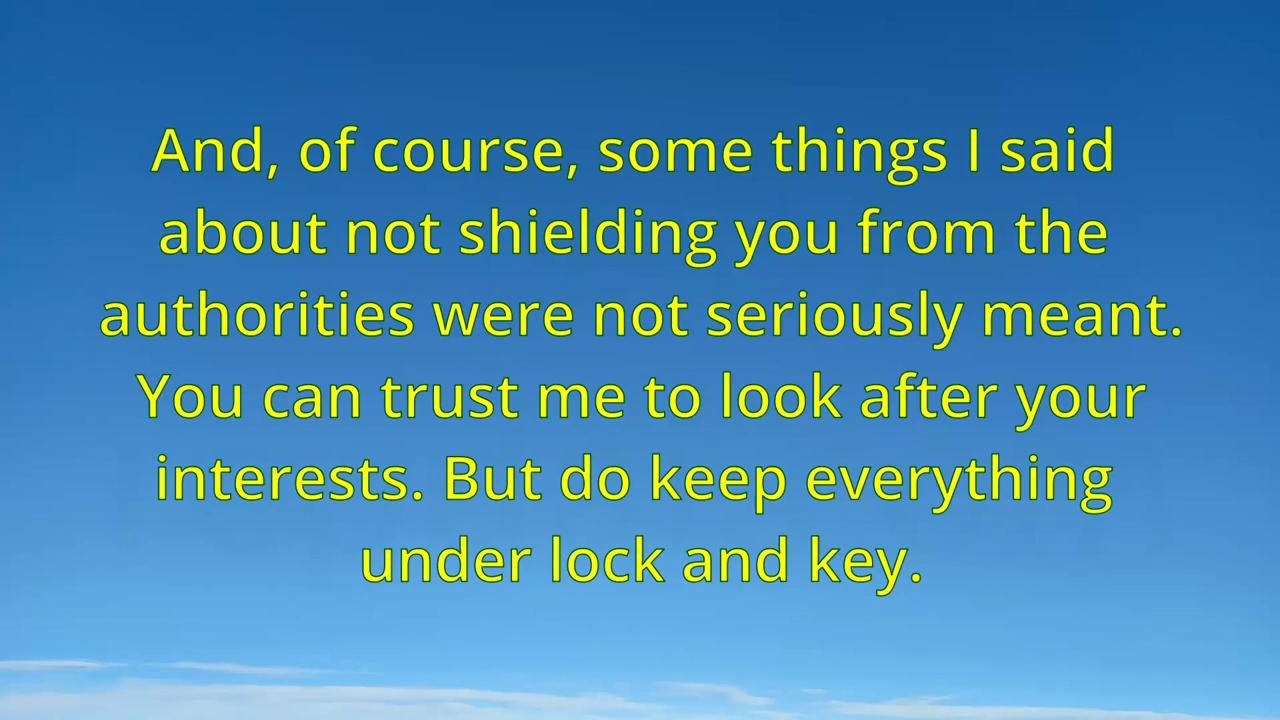 And, of course, some things I said
about not shielding you from the
authorities were not seriously meant.
You can trust me to look after your
interests. But do keep everything
under lock and key.